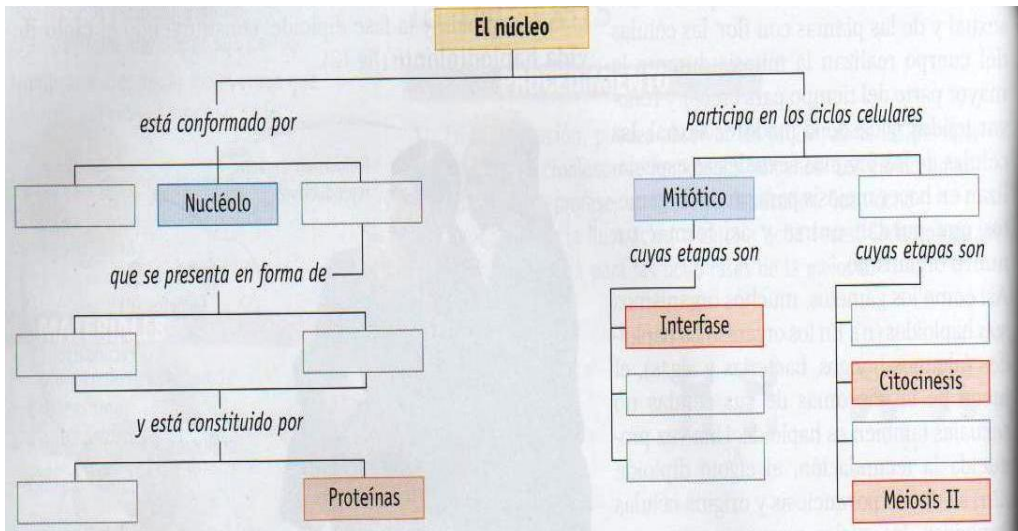 El núcleo
está conformado por
participa en los ciclos celulares
Nucléolo
Mitótico
que se presenta en forma de
cuyas etapas son
cuyas etapas son
Interfase
Citocinesis
y está constituido por
Proteínas
Meiosis II